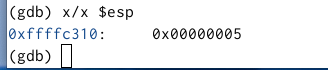 (gdb) x/x $esp
0xffffc310:     0x00000005
(gdb)